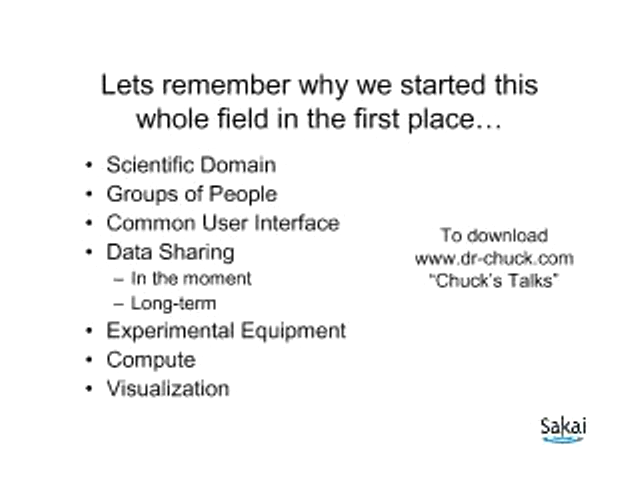 Lets remember why we started this
whole field in the first place…
• Scientific Domain
• Groups of People
• Common User Interface
• Data Sharing
– In the moment
– Long-term
• Experimental Equipment
• Compute
• Visualization
To download
www.dr-chuck.com
“Chuck’s Talks”
Sakai